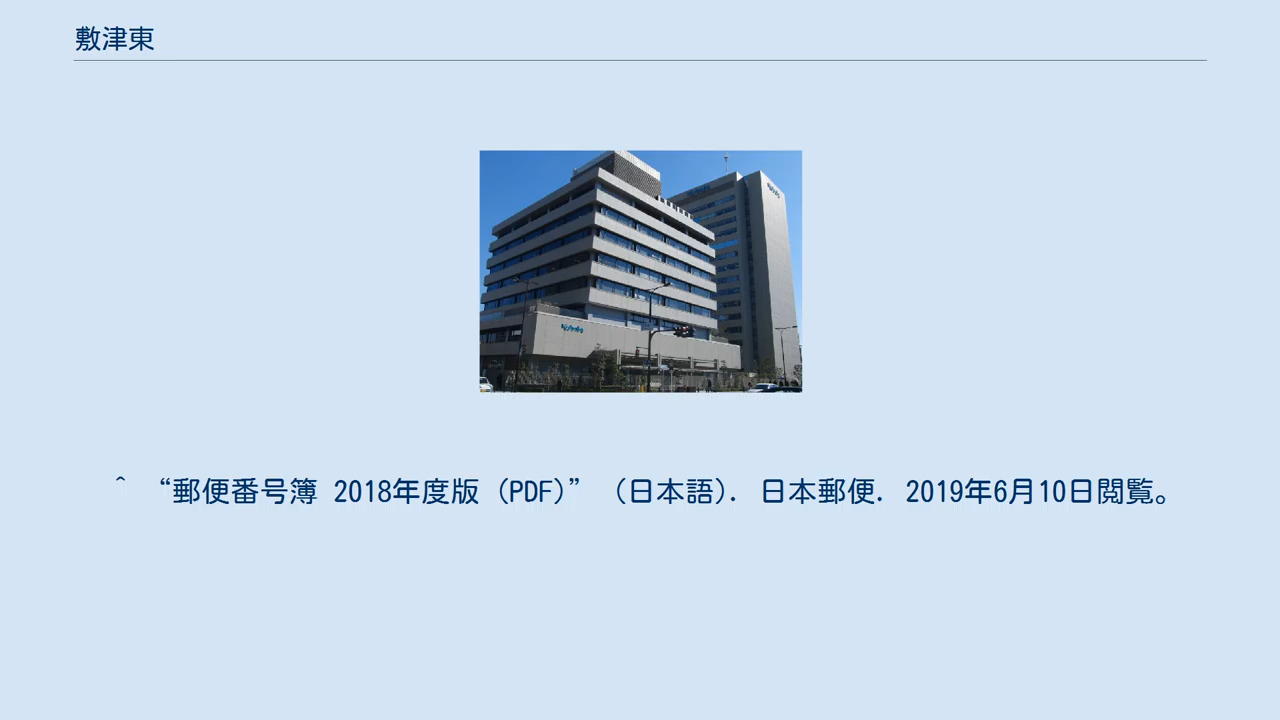 敷津東
Kubota
^ “郵便番号簿 2018年度版 (PDF)” (日本語). 日本郵便. 2019年6月10日閲覧。